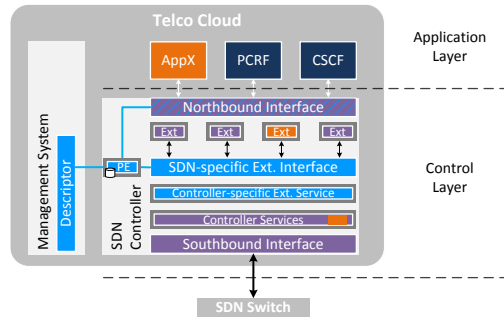 Telco Cloud
Application
Layer
AppX
PCRF
CSCF
Northbound Interface
Ext
Ext
Ext
Ext
Management System
Descriptor
PE
SDN-specific Ext. Interface
Control
Layer
Controller-specific Ext. Service
SDN
Controller
Controller Services
Southbound Interface
SDN Switch